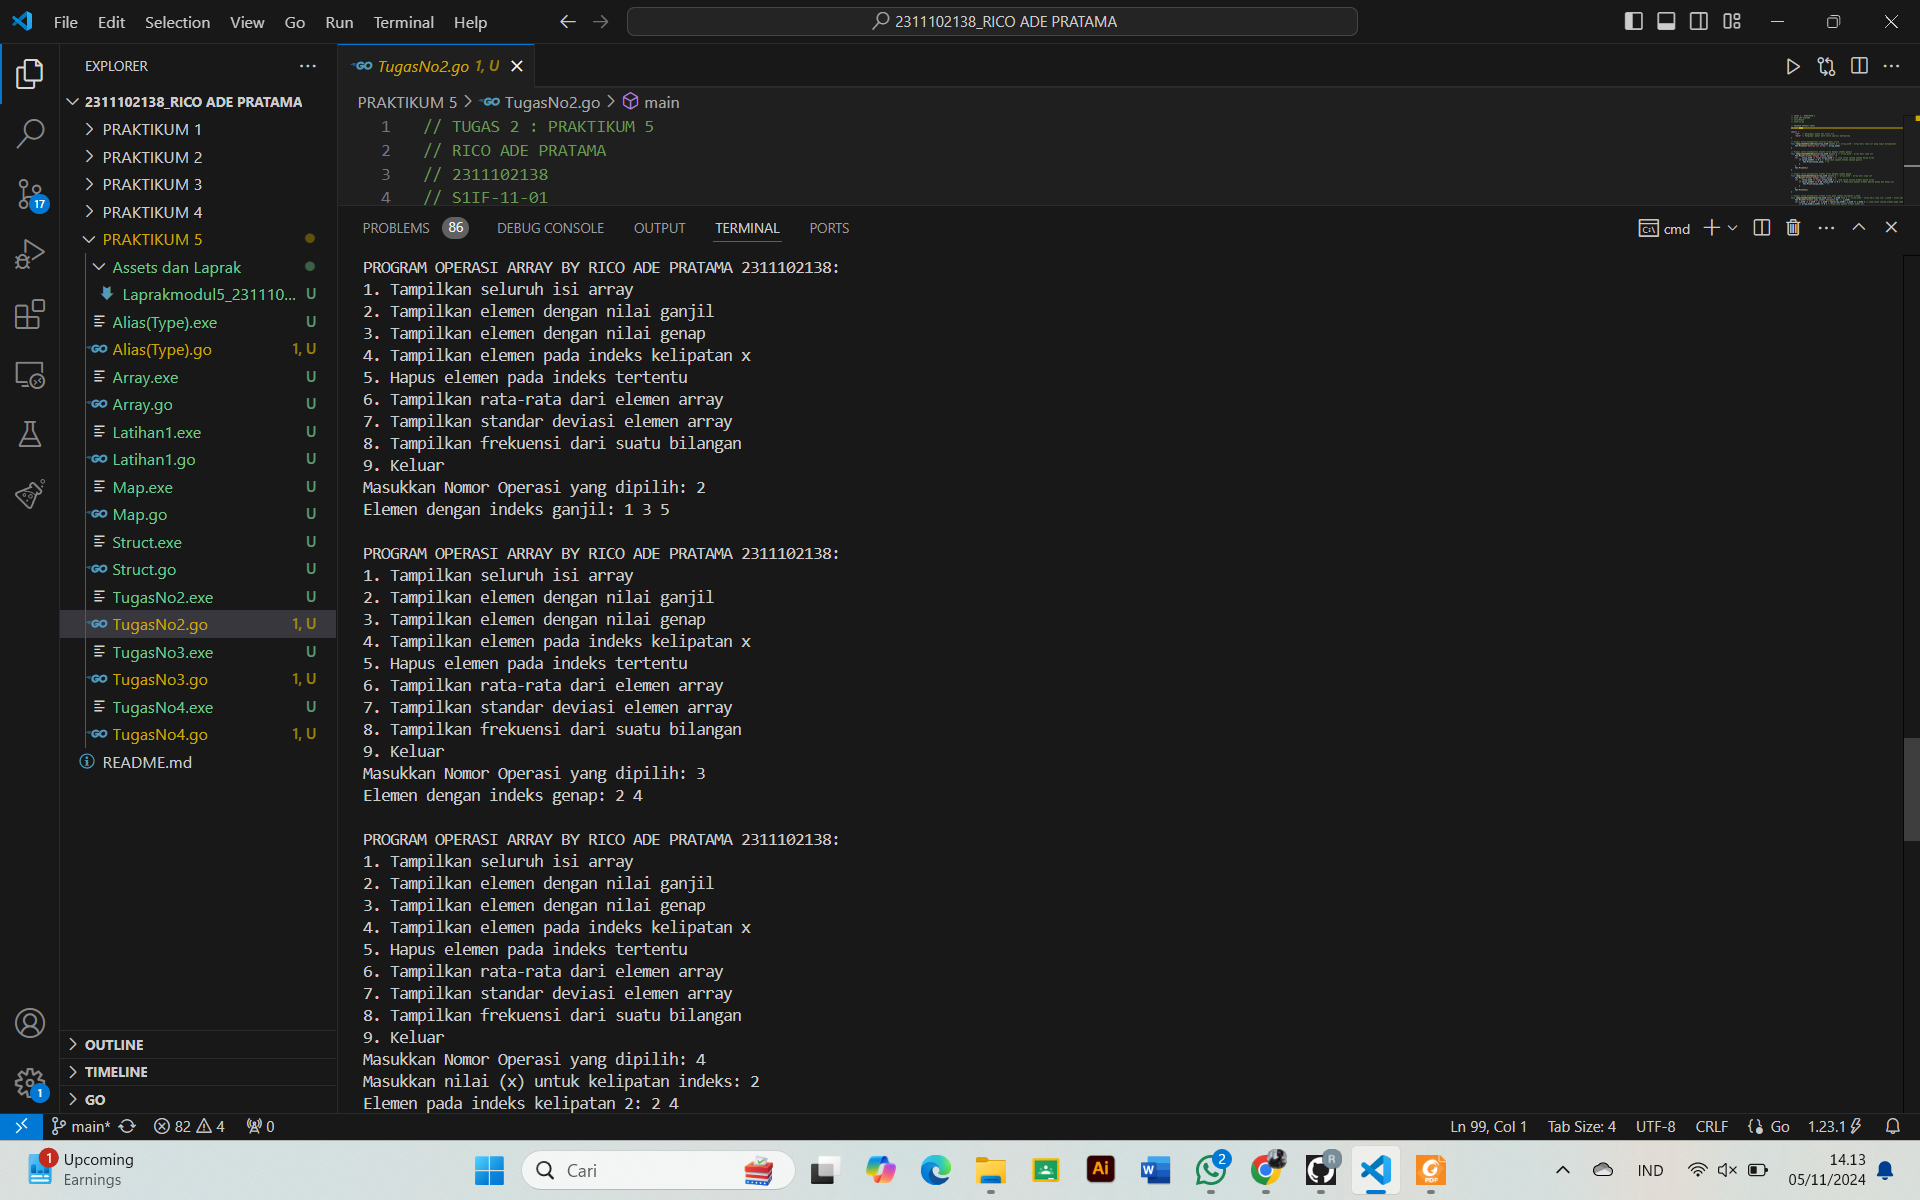 File Edit Selection View Go Run Terminal Help
2311102138_RICO ADE PRATAMA
EXPLORER
TugasNo2.go 1, U
2311102138_RICO ADE PRATAMA
PRAKTIKUM 1
PRAKTIKUM 2
PRAKTIKUM 3
PRAKTIKUM 4
PRAKTIKUM 5
Assets dan Laprak
Laprakmodul5_231110... U
Alias(Type).exe U
Alias(Type).go 1, U
Array.exe U
Array.go U
Latihan1.exe U
Latihan1.go U
Map.exe U
Map.go U
Struct.exe U
Struct.go U
TugasNo2.exe U
TugasNo2.go 1, U
TugasNo3.exe U
TugasNo3.go 1, U
TugasNo4.exe U
TugasNo4.go 1, U
README.md
17
OUTLINE
TIMELINE
GO
1
PRAKTIKUM 5 > TugasNo2.go > main
1 // TUGAS 2 : PRAKTIKUM 5
2 // RICO ADE PRATAMA
3 // 2311102138
4 // S1IF-11-01
PROBLEMS 86 DEBUG CONSOLE OUTPUT TERMINAL PORTS
cmd
PROGRAM OPERASI ARRAY BY RICO ADE PRATAMA 2311102138:
1. Tampilkan seluruh isi array
2. Tampilkan elemen dengan nilai ganjil
3. Tampilkan elemen dengan nilai genap
4. Tampilkan elemen pada indeks kelipatan x
5. Hapus elemen pada indeks tertentu
6. Tampilkan rata-rata dari elemen array
7. Tampilkan standar deviasi elemen array
8. Tampilkan frekuensi dari suatu bilangan
9. Keluar
Masukkan Nomor Operasi yang dipilih: 2
Elemen dengan indeks ganjil: 1 3 5
PROGRAM OPERASI ARRAY BY RICO ADE PRATAMA 2311102138:
1. Tampilkan seluruh isi array
2. Tampilkan elemen dengan nilai ganjil
3. Tampilkan elemen dengan nilai genap
4. Tampilkan elemen pada indeks kelipatan x
5. Hapus elemen pada indeks tertentu
6. Tampilkan rata-rata dari elemen array
7. Tampilkan standar deviasi elemen array
8. Tampilkan frekuensi dari suatu bilangan
9. Keluar
Masukkan Nomor Operasi yang dipilih: 3
Elemen dengan indeks genap: 2 4
PROGRAM OPERASI ARRAY BY RICO ADE PRATAMA 2311102138:
1. Tampilkan seluruh isi array
2. Tampilkan elemen dengan nilai ganjil
3. Tampilkan elemen dengan nilai genap
4. Tampilkan elemen pada indeks kelipatan x
5. Hapus elemen pada indeks tertentu
6. Tampilkan rata-rata dari elemen array
7. Tampilkan standar deviasi elemen array
8. Tampilkan frekuensi dari suatu bilangan
9. Keluar
Masukkan Nomor Operasi yang dipilih: 4
Masukkan nilai (x) untuk kelipatan indeks: 2
Elemen pada indeks kelipatan 2: 2 4
main* 82 4 0
Ln 99, Col 1 Tab Size: 4 UTF-8 CRLF Go 1.23.1
1 Upcoming
Earnings
Cari
Ai
W
2
R
PDF
IND
14.13
05/11/2024